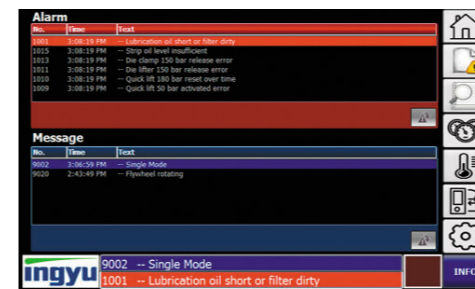 Alarm
No. Time Text
1001 3:08:19 PM -- Lubrication oil short or filter dirty
1015 3:08:19 PM -- Strip oil level insufficient
1013 3:08:19 PM -- Die clamp 150 bar release error
1011 3:08:19 PM -- Die lifter 150 bar release error
1010 3:08:19 PM -- Quick lift 180 bar reset over time
1009 3:08:19 PM -- Quick lift 50 bar activated error
Message
No. Time Text
9002 3:06:59 PM -- Single Mode
9020 2:43:49 PM -- Flywheel rotating
ingyu
9002 -- Single Mode
1001 -- Lubrication oil short or filter dirty
INFO